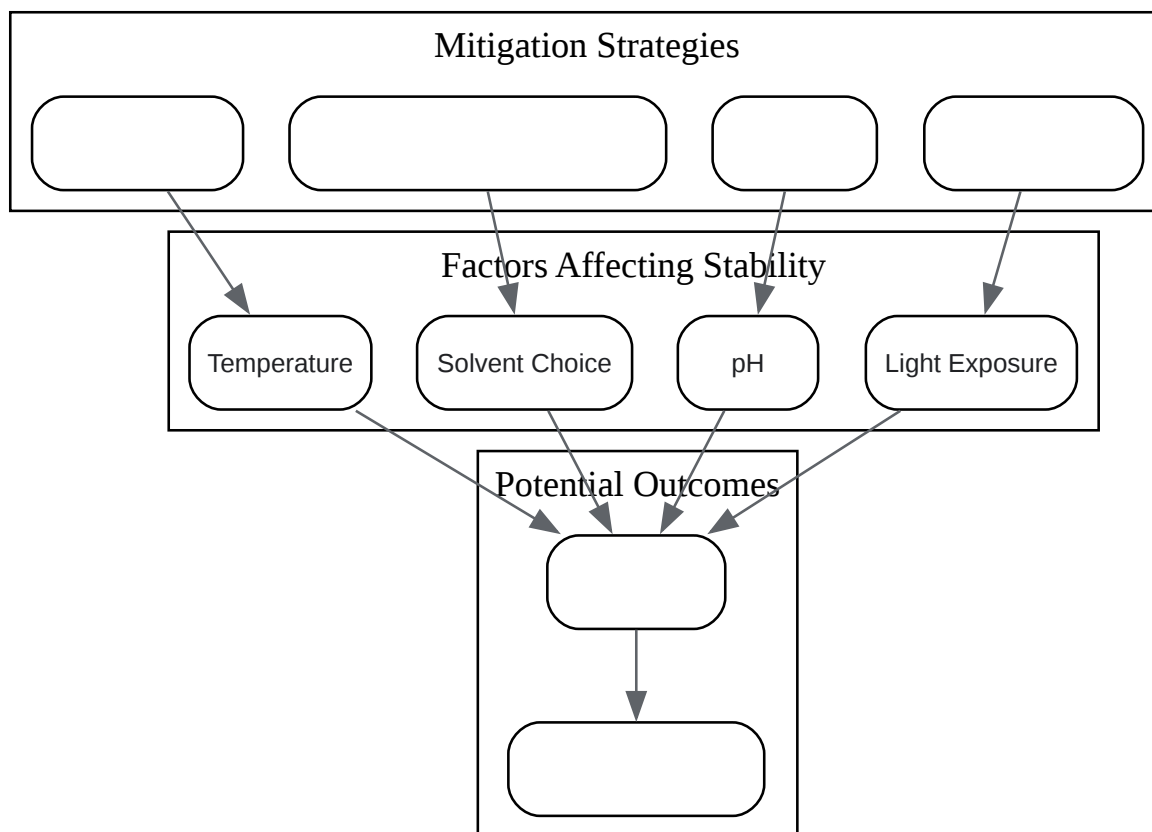 Mitigation Strategies
Factors Affecting Stability
Temperature
Solvent Choice
pH
Light Exposure
Potential Outcomes